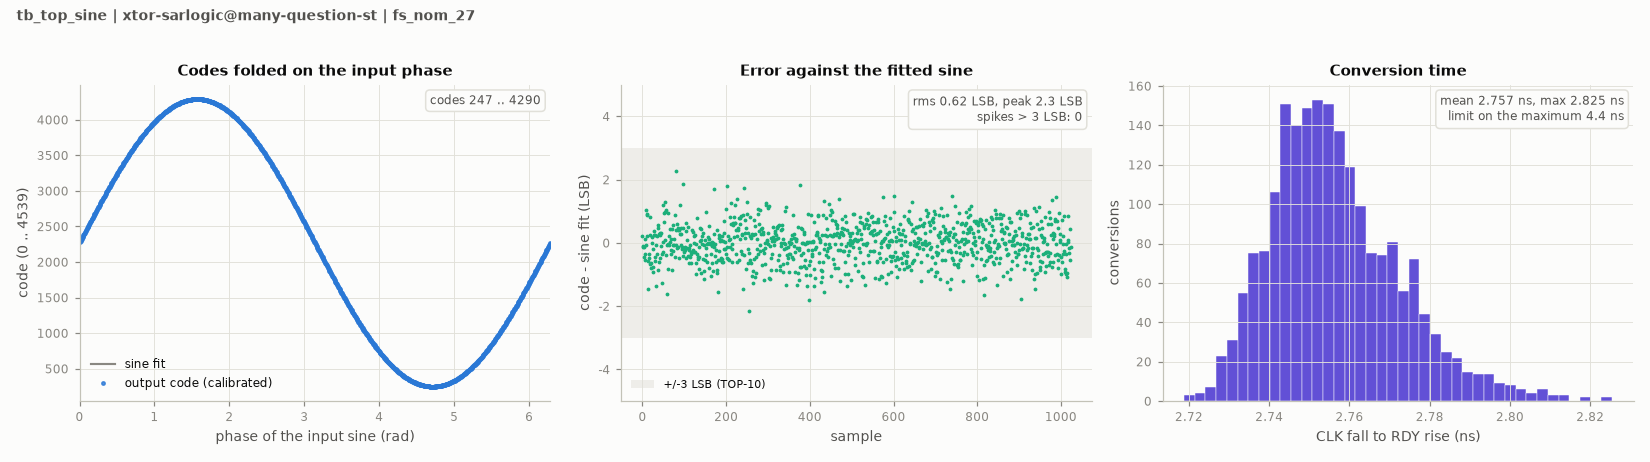 tb_top_sine | xtor-sarlogic@many-question-st | fs_nom_27
Codes folded on the input phase
codes 247 .. 4290
code (0 .. 4539)
4000
3500
3000
2500
2000
1500
1000
500
sine fit
output code (calibrated)
0 1 2 3 4 5 6
phase of the input sine (rad)
Error against the fitted sine
rms 0.62 LSB, peak 2.3 LSB
spikes > 3 LSB: 0
code - sine fit (LSB)
4
2
0
-2
-4
+/-3 LSB (TOP-10)
0 200 400 600 800 1000
sample
Conversion time
mean 2.757 ns, max 2.825 ns
limit on the maximum 4.4 ns
conversions
160
140
120
100
80
60
40
20
0
2.72 2.74 2.76 2.78 2.80 2.82
CLK fall to RDY rise (ns)